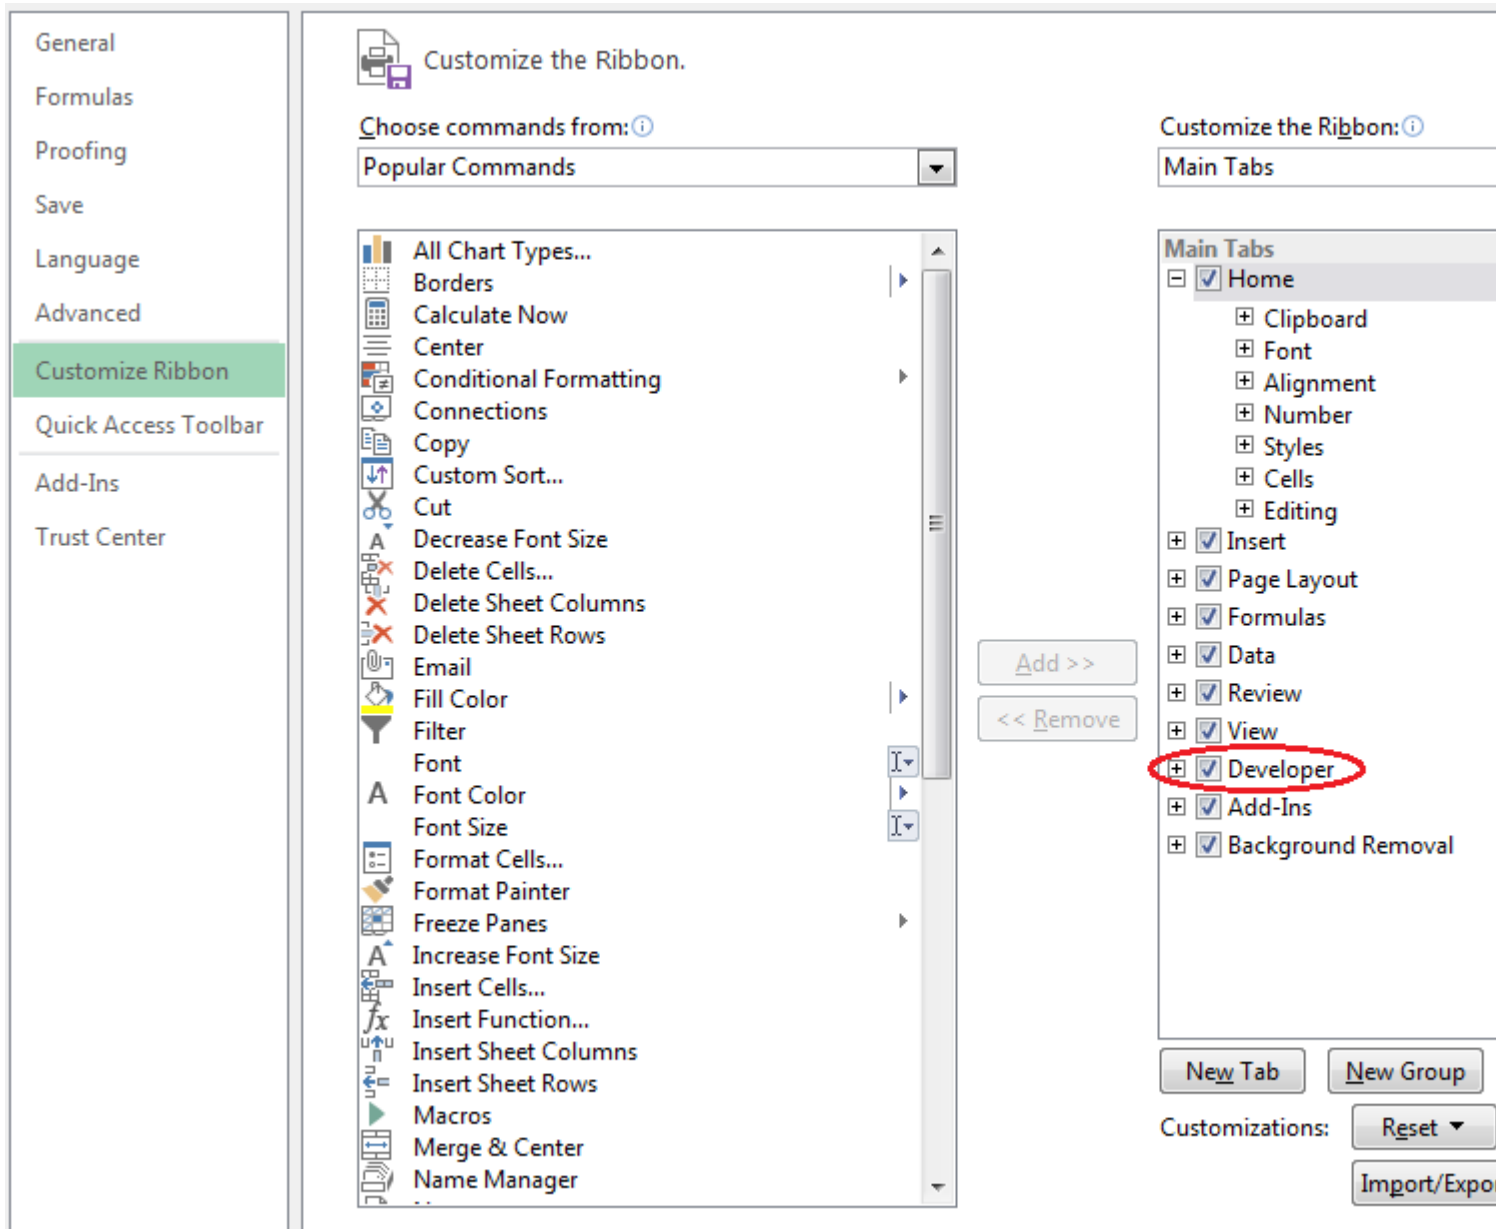 General
Formulas
Proofing
Save
Language
Advanced
Customize Ribbon
Quick Access Toolbar
Add-Ins
Trust Center
Customize the Ribbon.
Choose commands from:
Popular Commands
All Chart Types...
Borders
Calculate Now
Center
Conditional Formatting
Connections
Copy
Custom Sort...
Cut
Decrease Font Size
Delete Cells...
Delete Sheet Columns
Delete Sheet Rows
Email
Fill Color
Filter
Font
Font Color
Font Size
Format Cells...
Format Painter
Freeze Panes
Increase Font Size
Insert Cells...
Insert Function...
Insert Sheet Columns
Insert Sheet Rows
Macros
Merge & Center
Name Manager
Add >>
<< Remove
Customize the Ribbon:
Main Tabs
Main Tabs
Home
Clipboard
Font
Alignment
Number
Styles
Cells
Editing
Insert
Page Layout
Formulas
Data
Review
View
Developer
Add-Ins
Background Removal
New Tab New Group
Customizations: Reset
Import/Expor